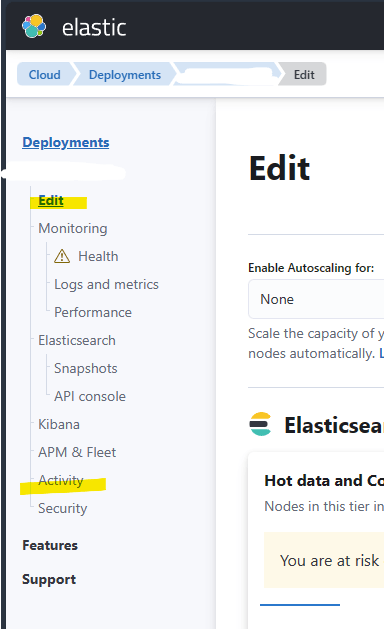 elastic
Cloud
Deployments
Edit
Deployments
Edit
Monitoring
Health
Logs and metrics
Performance
Elasticsearch
Snapshots
API console
Kibana
APM & Fleet
Activity
Security
Features
Support
Edit
Enable Autoscaling for:
None
Scale the capacity of y
nodes automatically. L
Elasticsea
Hot data and Co
Nodes in this tier in
You are at risk